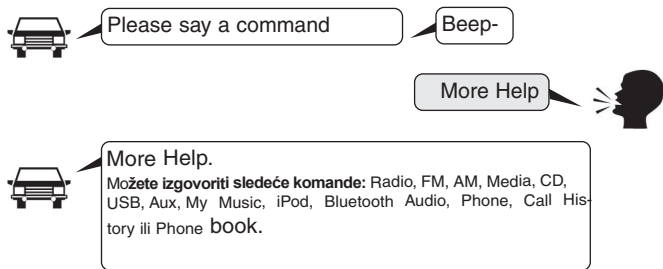 Please say a command
Beep-
More Help
More Help.
Možete izgovoriti sledeće komande: Radio, FM, AM, Media, CD,
USB, Aux, My Music, iPod, Bluetooth Audio, Phone, Call His-
tory ili Phone book.